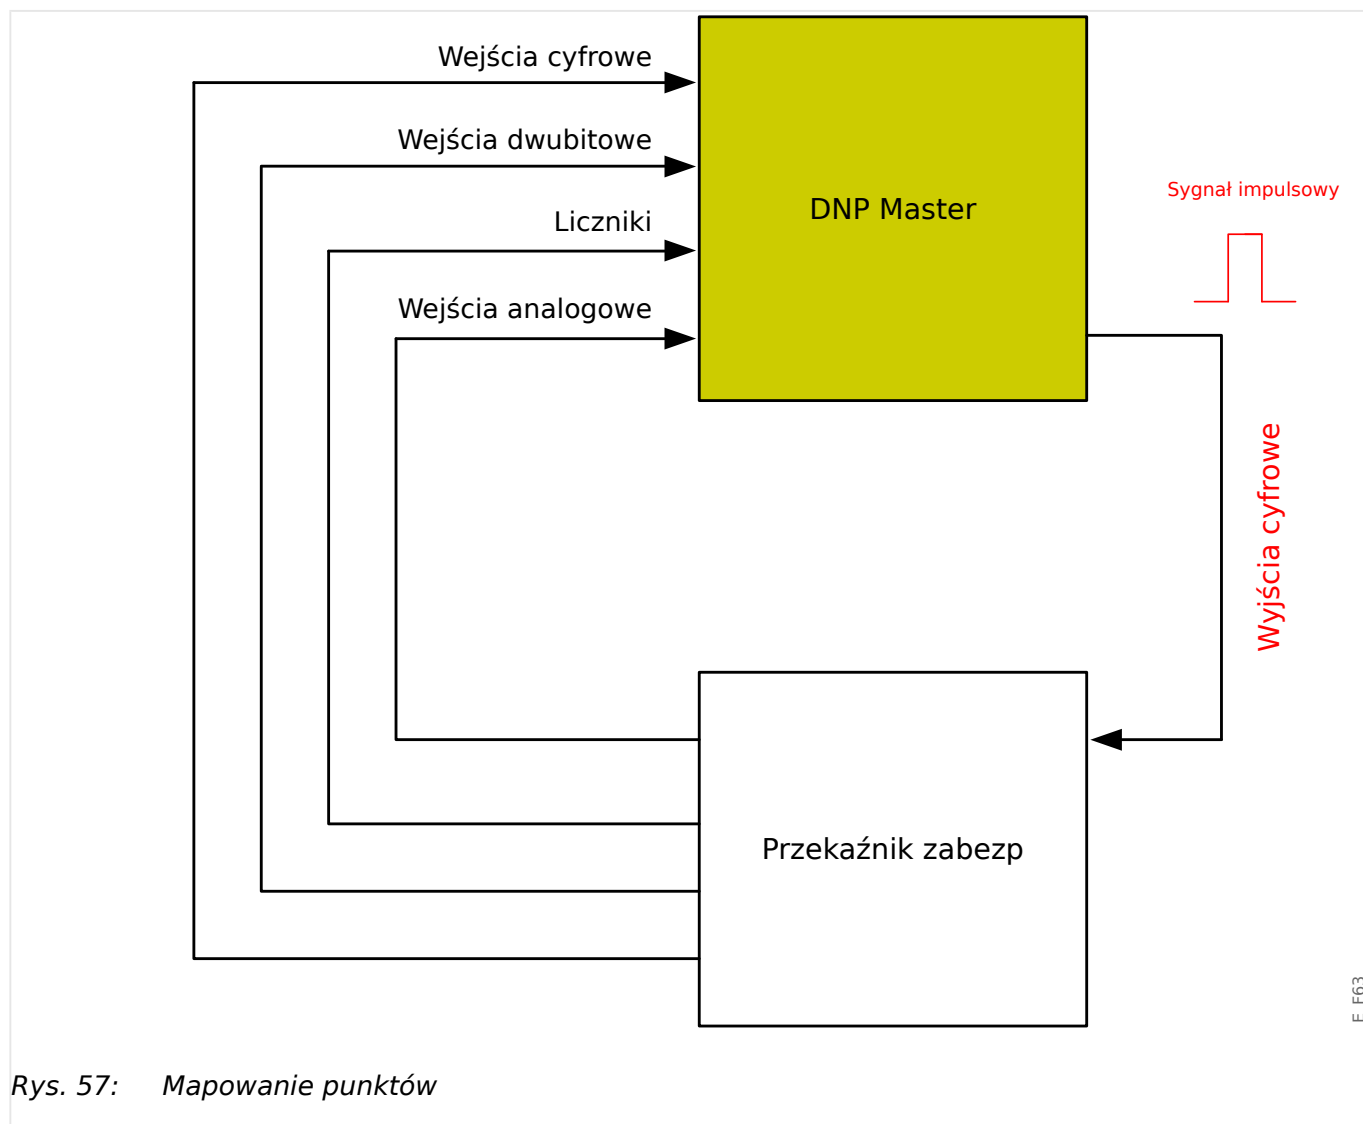 Wejścia cyfrowe
Wejścia dwubitowe
Liczniki
Wejścia analogowe
DNP Master
Sygnał impulsowy
Wyjścia cyfrowe
Przekaźnik zabezp
Rys. 57: Mapowanie punktów